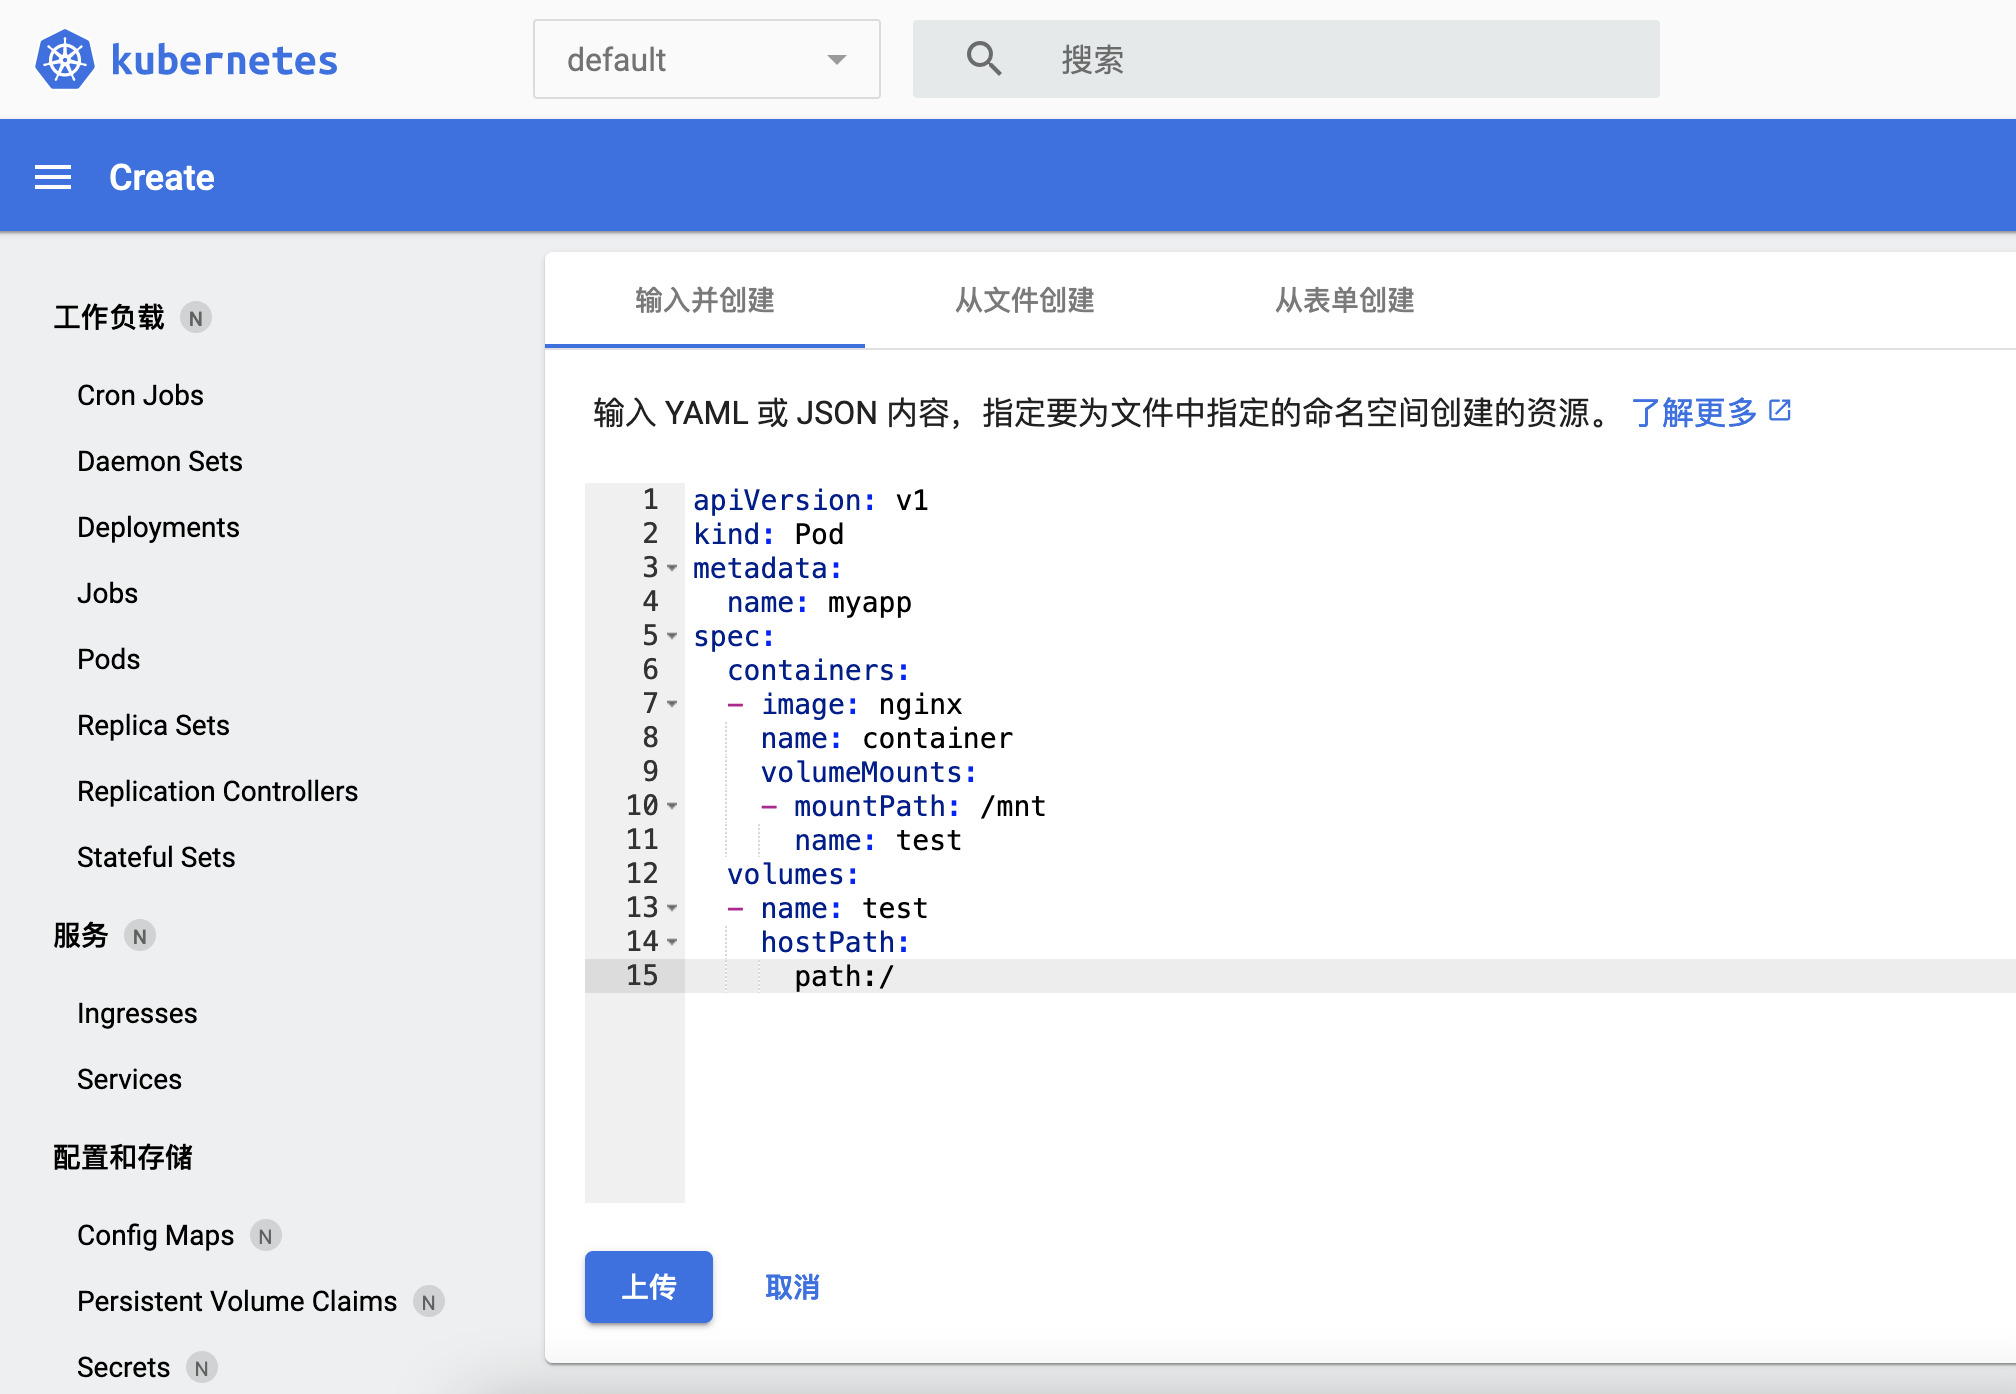 kubernetes
default
搜索
Create
工作负载 N
Cron Jobs
Daemon Sets
Deployments
Jobs
Pods
Replica Sets
Replication Controllers
Stateful Sets
服务 N
Ingresses
Services
配置和存储
Config Maps N
Persistent Volume Claims N
Secrets N
输入并创建
从文件创建
从表单创建
输入 YAML 或 JSON 内容，指定要为文件中指定的命名空间创建的资源。 了解更多
1 apiVersion: v1
2 kind: Pod
3 metadata:
4   name: myapp
5 spec:
6   containers:
7   - image: nginx
8     name: container
9     volumeMounts:
10     - mountPath: /mnt
11       name: test
12   volumes:
13   - name: test
14     hostPath:
15       path:/
上传
取消